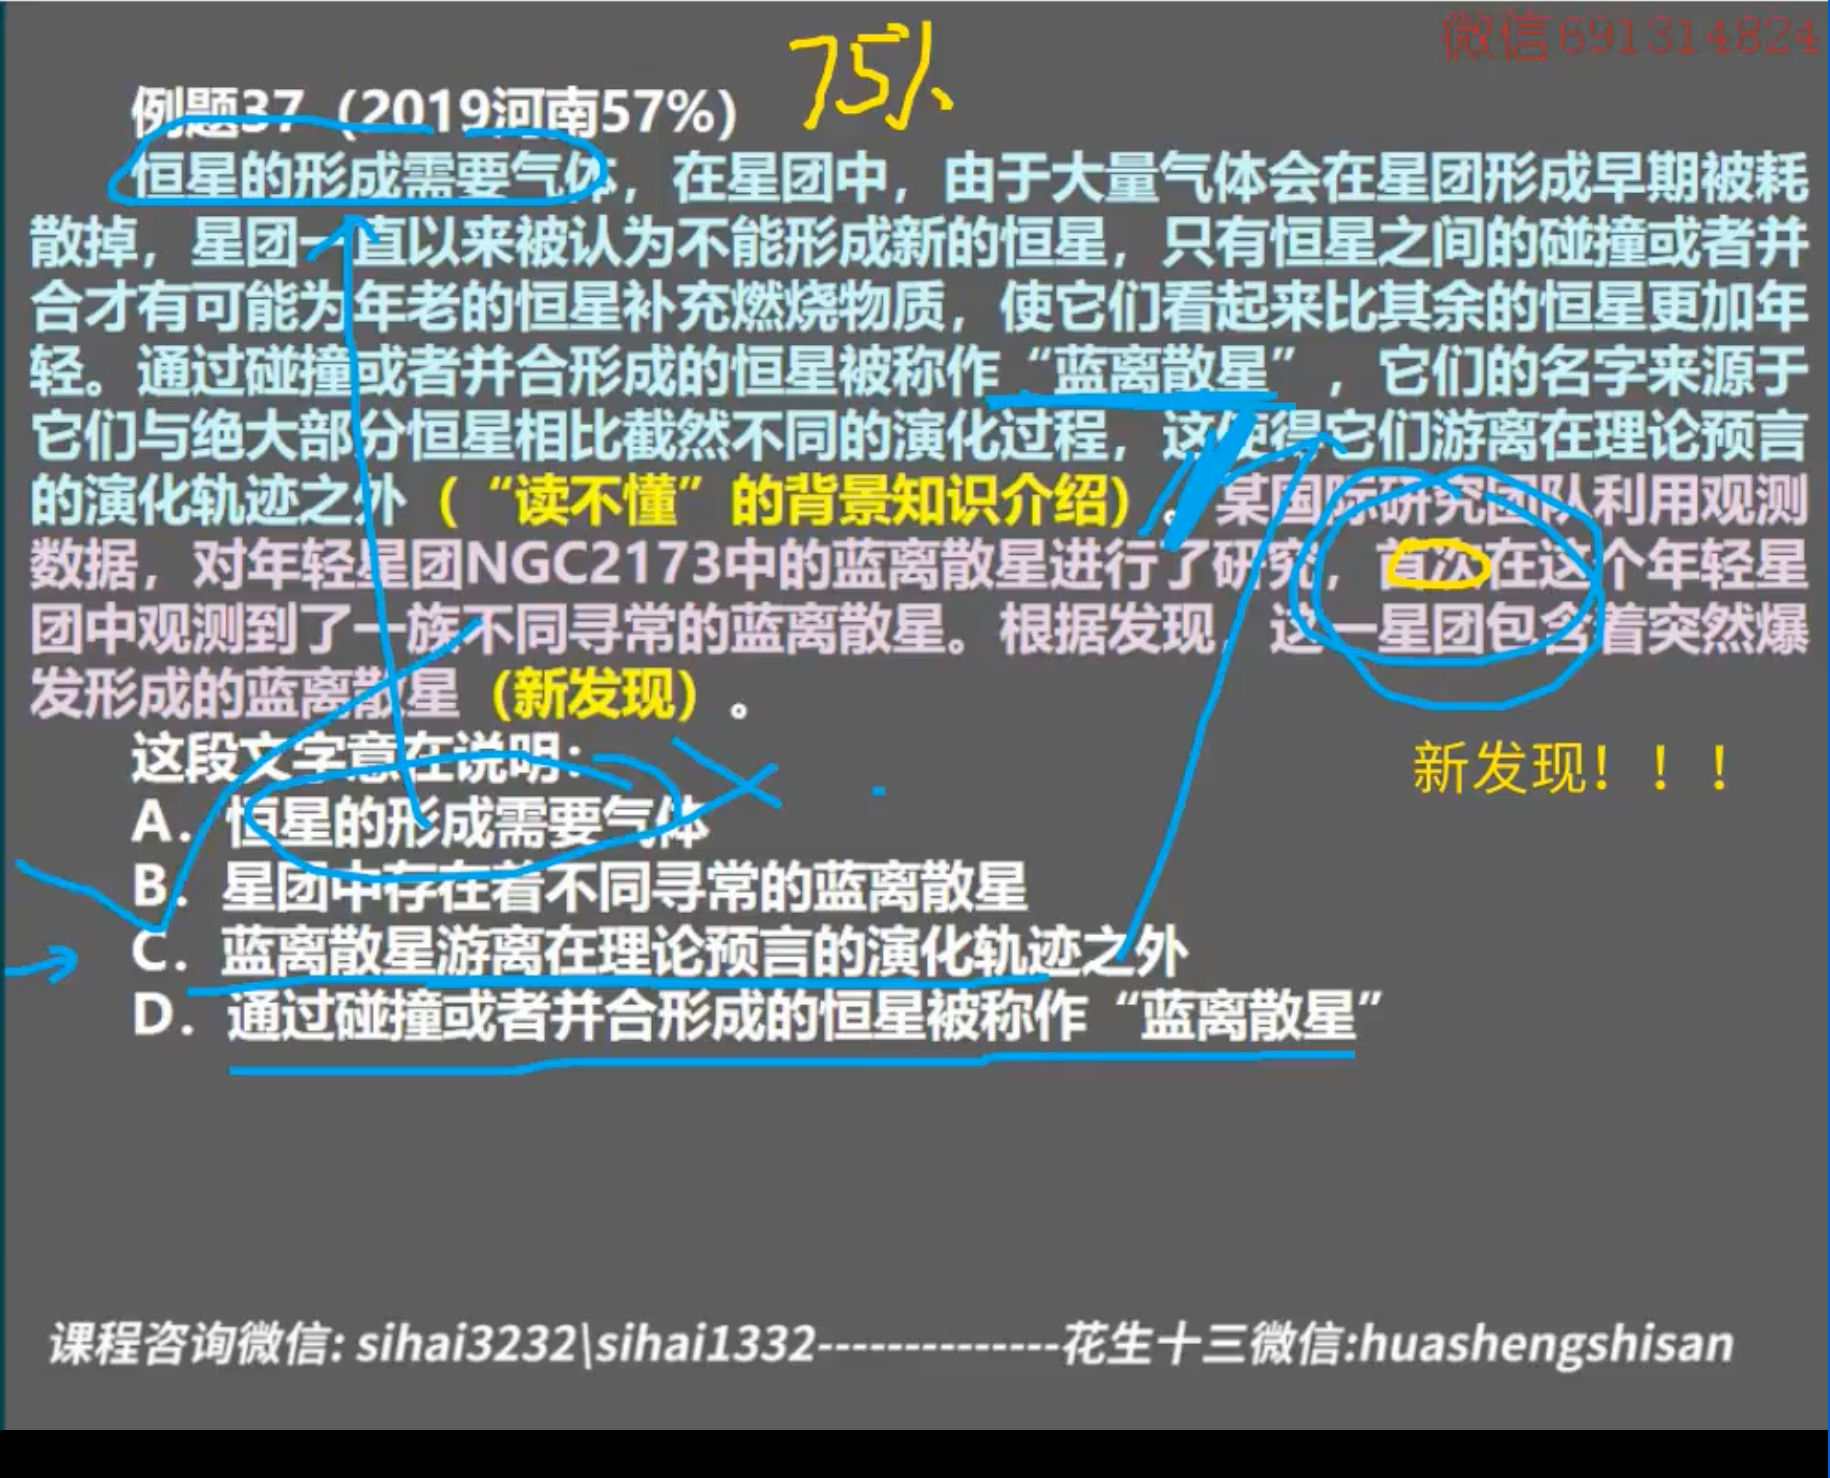 微信691314824
75%
例题37（2019河南57%）
恒星的形成需要气体，在星团中，由于大量气体会在星团形成早期被耗
散掉，星团一直以来被认为不能形成新的恒星，只有恒星之间的碰撞或者并
合才有可能为年老的恒星补充燃烧物质，使它们看起来比其余的恒星更加年
轻。通过碰撞或者并合形成的恒星被称作“蓝离散星”，它们的名字来源于
它们与绝大部分恒星相比截然不同的演化过程，这使得它们游离在理论预言
的演化轨迹之外（“读不懂”的背景知识介绍）。某国际研究团队利用观测
数据，对年轻星团NGC2173中的蓝离散星进行了研究，首次在这个年轻星
团中观测到了一族不同寻常的蓝离散星。根据发现，这一星团包含着突然爆
发形成的蓝离散星（新发现）。
这段文字意在说明：
新发现！！！
A．恒星的形成需要气体
B．星团中存在着不同寻常的蓝离散星
C．蓝离散星游离在理论预言的演化轨迹之外
D．通过碰撞或者并合形成的恒星被称作“蓝离散星”
课程咨询微信: sihai3232\sihai1332--------------花生十三微信:huashengshisan